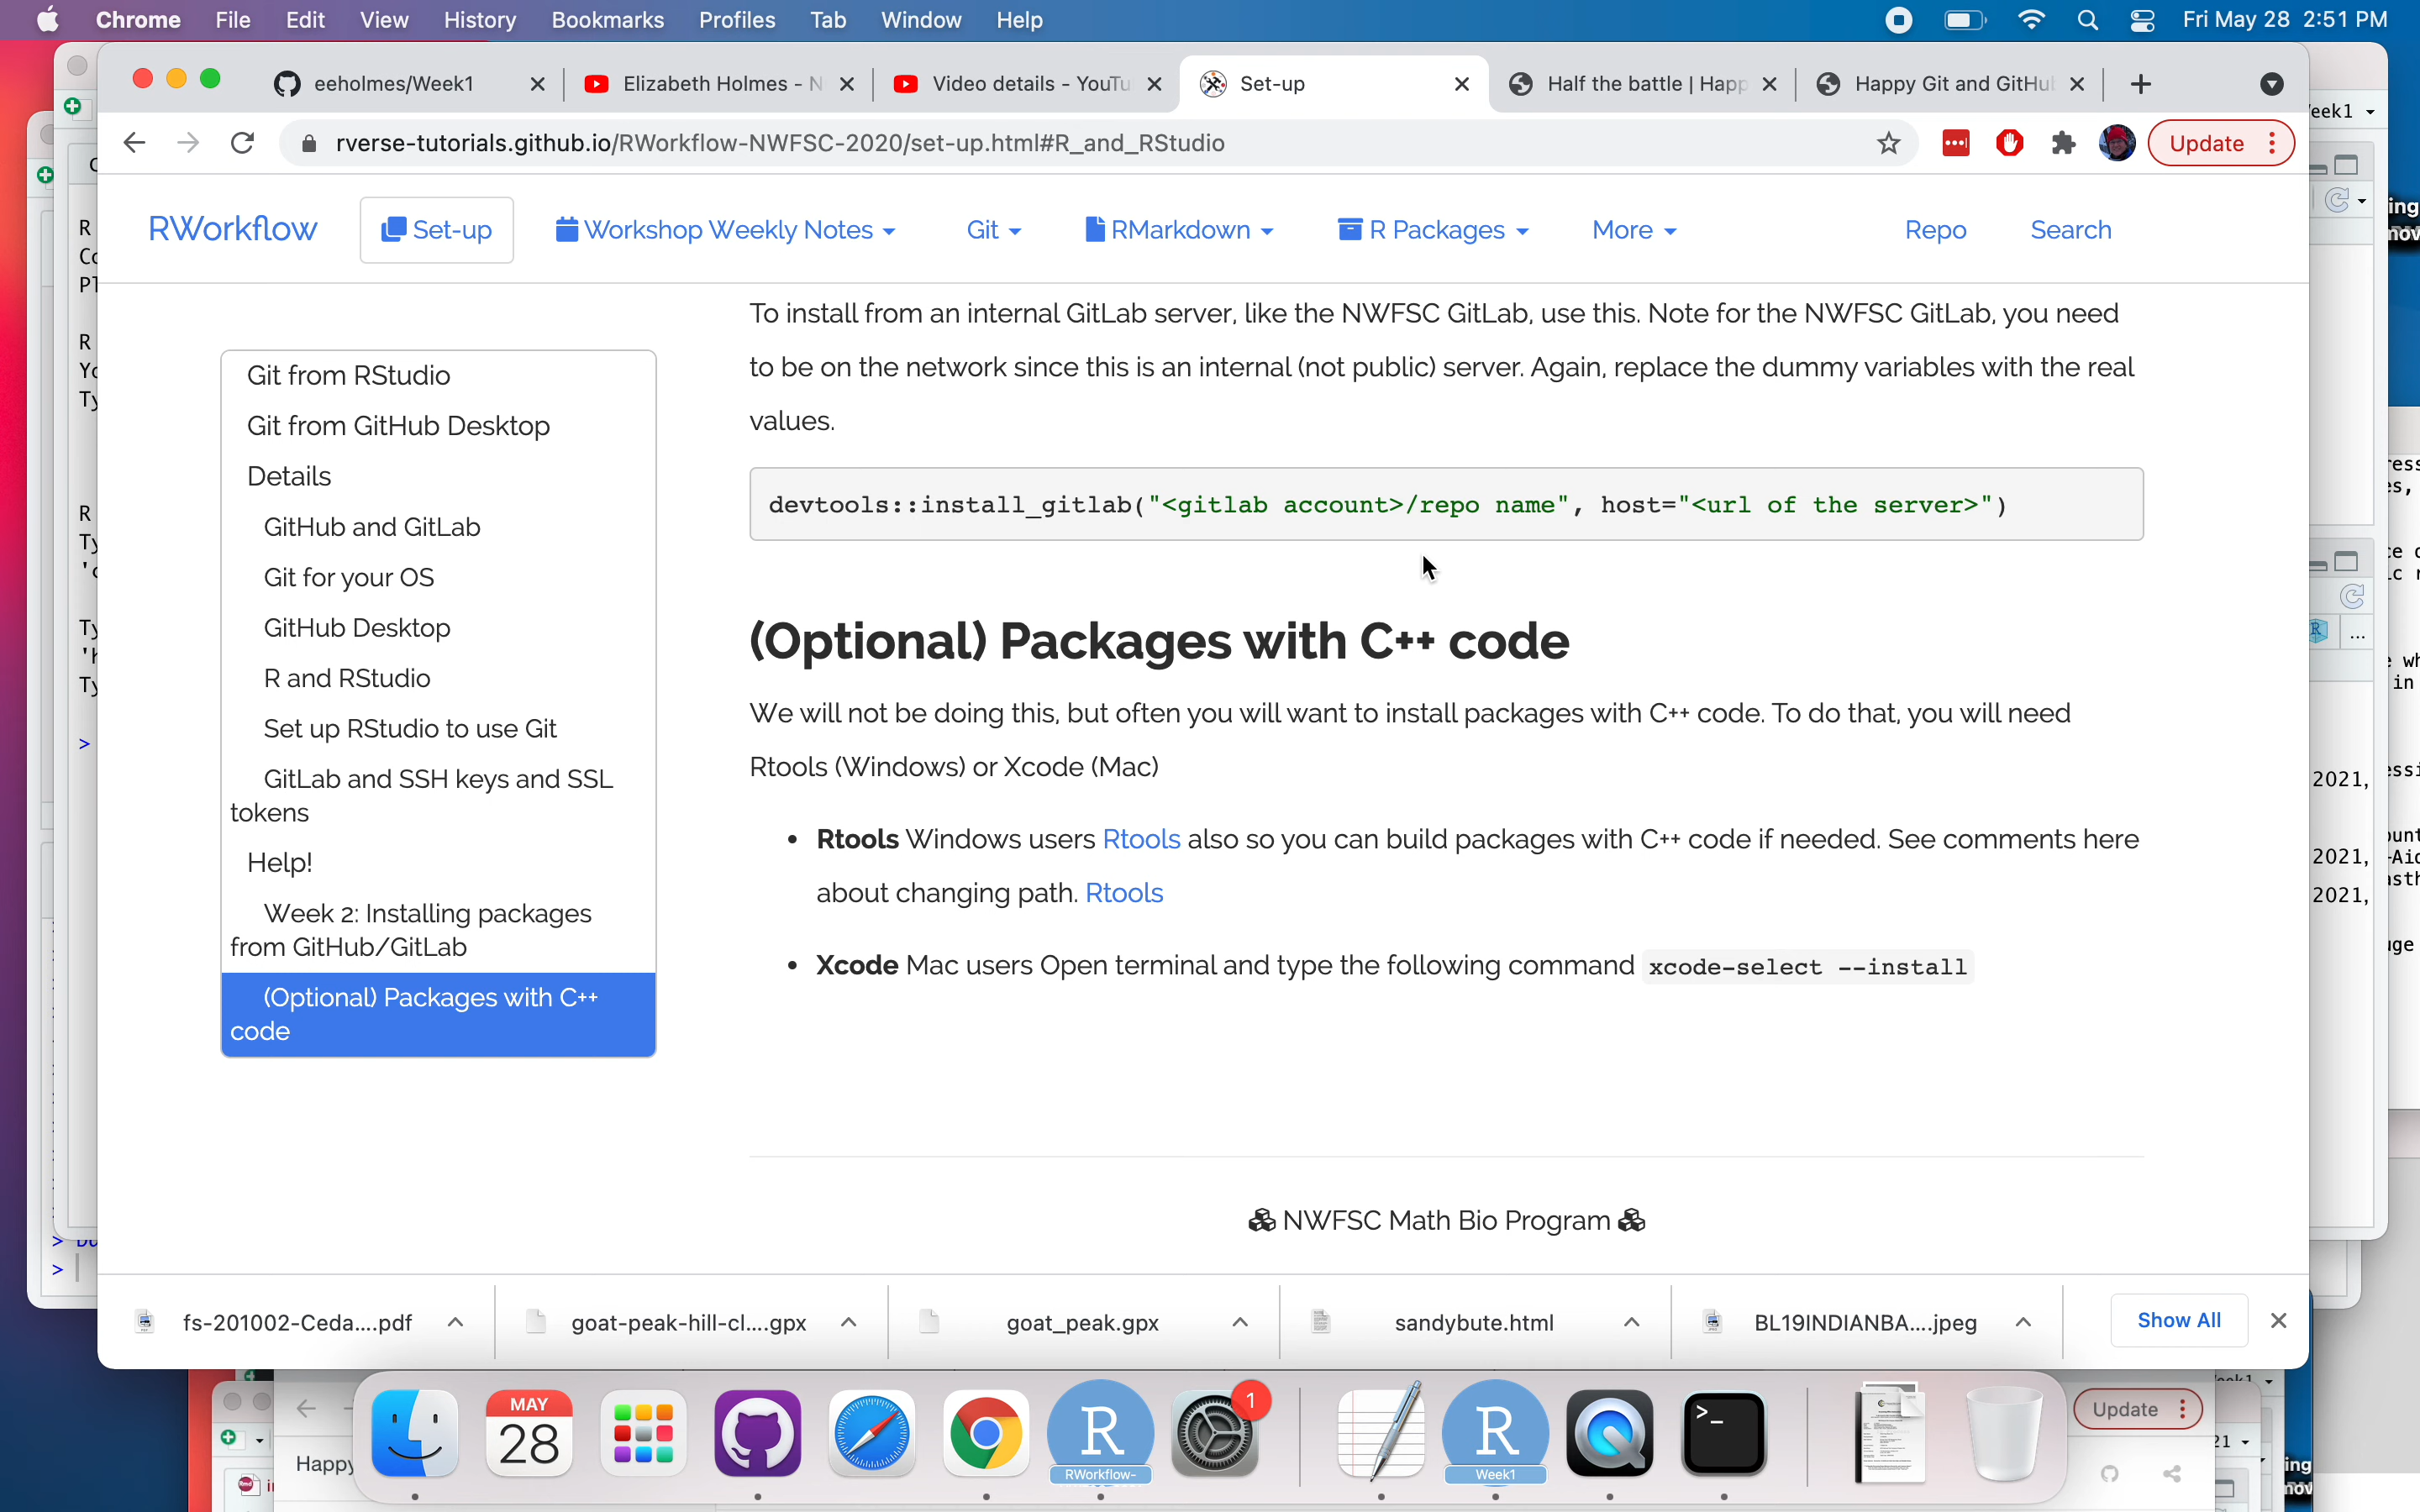 Chrome File Edit View History Bookmarks Profiles Tab Window Help Fri May 28 2:51 PM
eeholmes/Week1 Elizabeth Holmes - N Video details - YouTu Set-up Half the battle | Happ Happy Git and GitHu
rverse-tutorials.github.io/RWorkflow-NWFSC-2020/set-up.html#R_and_RStudio Update
RWorkflow Set-up Workshop Weekly Notes Git RMarkdown R Packages More Repo Search
Git from RStudio
Git from GitHub Desktop
Details
GitHub and GitLab
Git for your OS
GitHub Desktop
R and RStudio
Set up RStudio to use Git
GitLab and SSH keys and SSL
tokens
Help!
Week 2: Installing packages
from GitHub/GitLab
(Optional) Packages with C++
code
To install from an internal GitLab server, like the NWFSC GitLab, use this. Note for the NWFSC GitLab, you need
to be on the network since this is an internal (not public) server. Again, replace the dummy variables with the real
values.
devtools::install_gitlab("<gitlab account>/repo name", host="<url of the server>")
(Optional) Packages with C++ code
We will not be doing this, but often you will want to install packages with C++ code. To do that, you will need
Rtools (Windows) or Xcode (Mac)
• Rtools Windows users Rtools also so you can build packages with C++ code if needed. See comments here
about changing path. Rtools
• Xcode Mac users Open terminal and type the following command xcode-select --install
NWFSC Math Bio Program
fs-201002-Ceda....pdf goat-peak-hill-cl....gpx goat_peak.gpx sandybute.html BL19INDIANBA....jpeg Show All
2021,
2021,
2021,
Happy
Update
MAY
28
R
RWorkflow-
1
R
Week1
>_